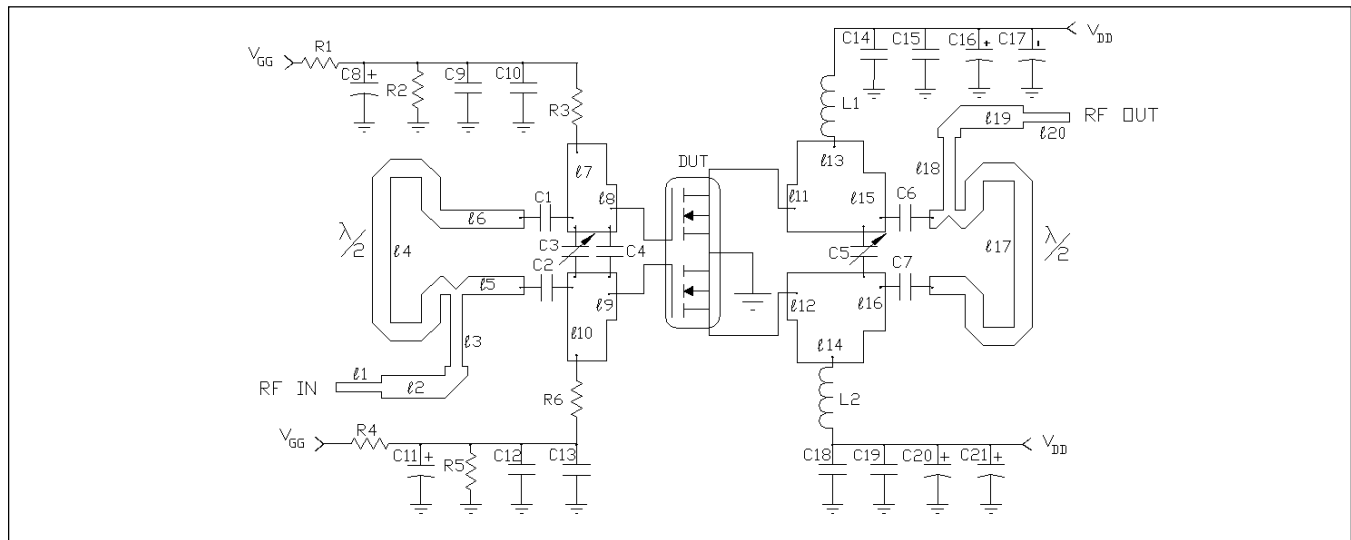 VGG R1 C8 + R2 C9 C10 R3
C14 C15 C16 + C17 - VDD
L1
ℓ19 ℓ20 RF OUT
ℓ18
DUT
ℓ7 ℓ8
ℓ13 ℓ11 ℓ15 C6
λ/2 ℓ4 ℓ6 C1
C3 C4
C5
ℓ17 λ/2
ℓ5 C2
ℓ9 ℓ10
ℓ12 ℓ16 C7
ℓ14
ℓ3
RF IN ℓ1 ℓ2
R6
L2
VGG R4 C11 + R5 C12 C13
C18 C19 C20 + C21 + VDD